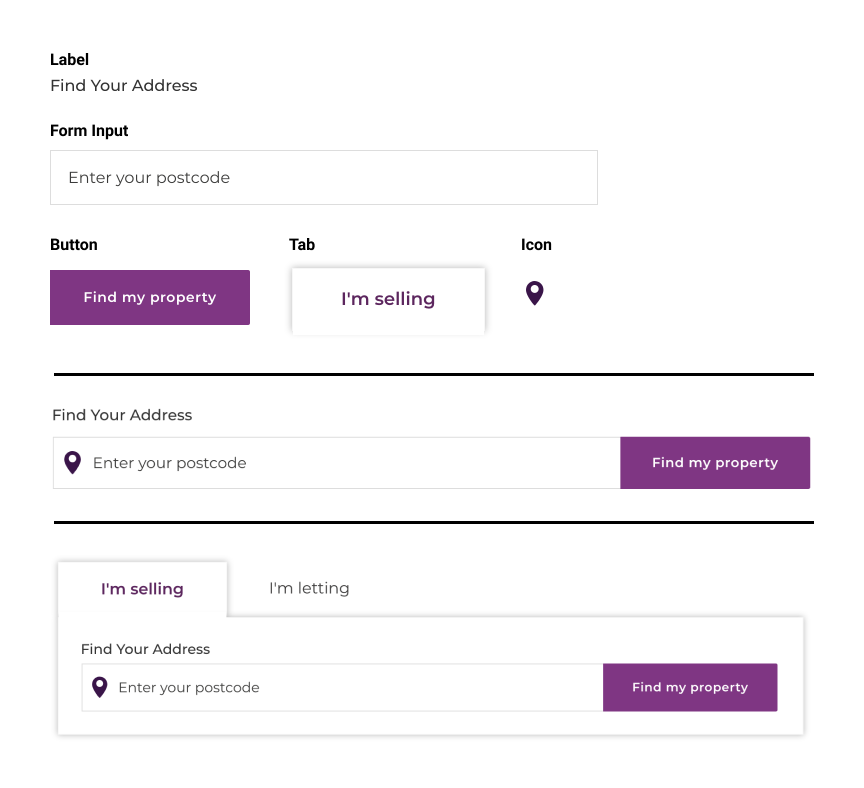 Label
Find Your Address
Form Input
Enter your postcode
Button Tab Icon
Find my property I'm selling
Find Your Address
Enter your postcode Find my property
I'm selling I'm letting
Find Your Address
Enter your postcode Find my property